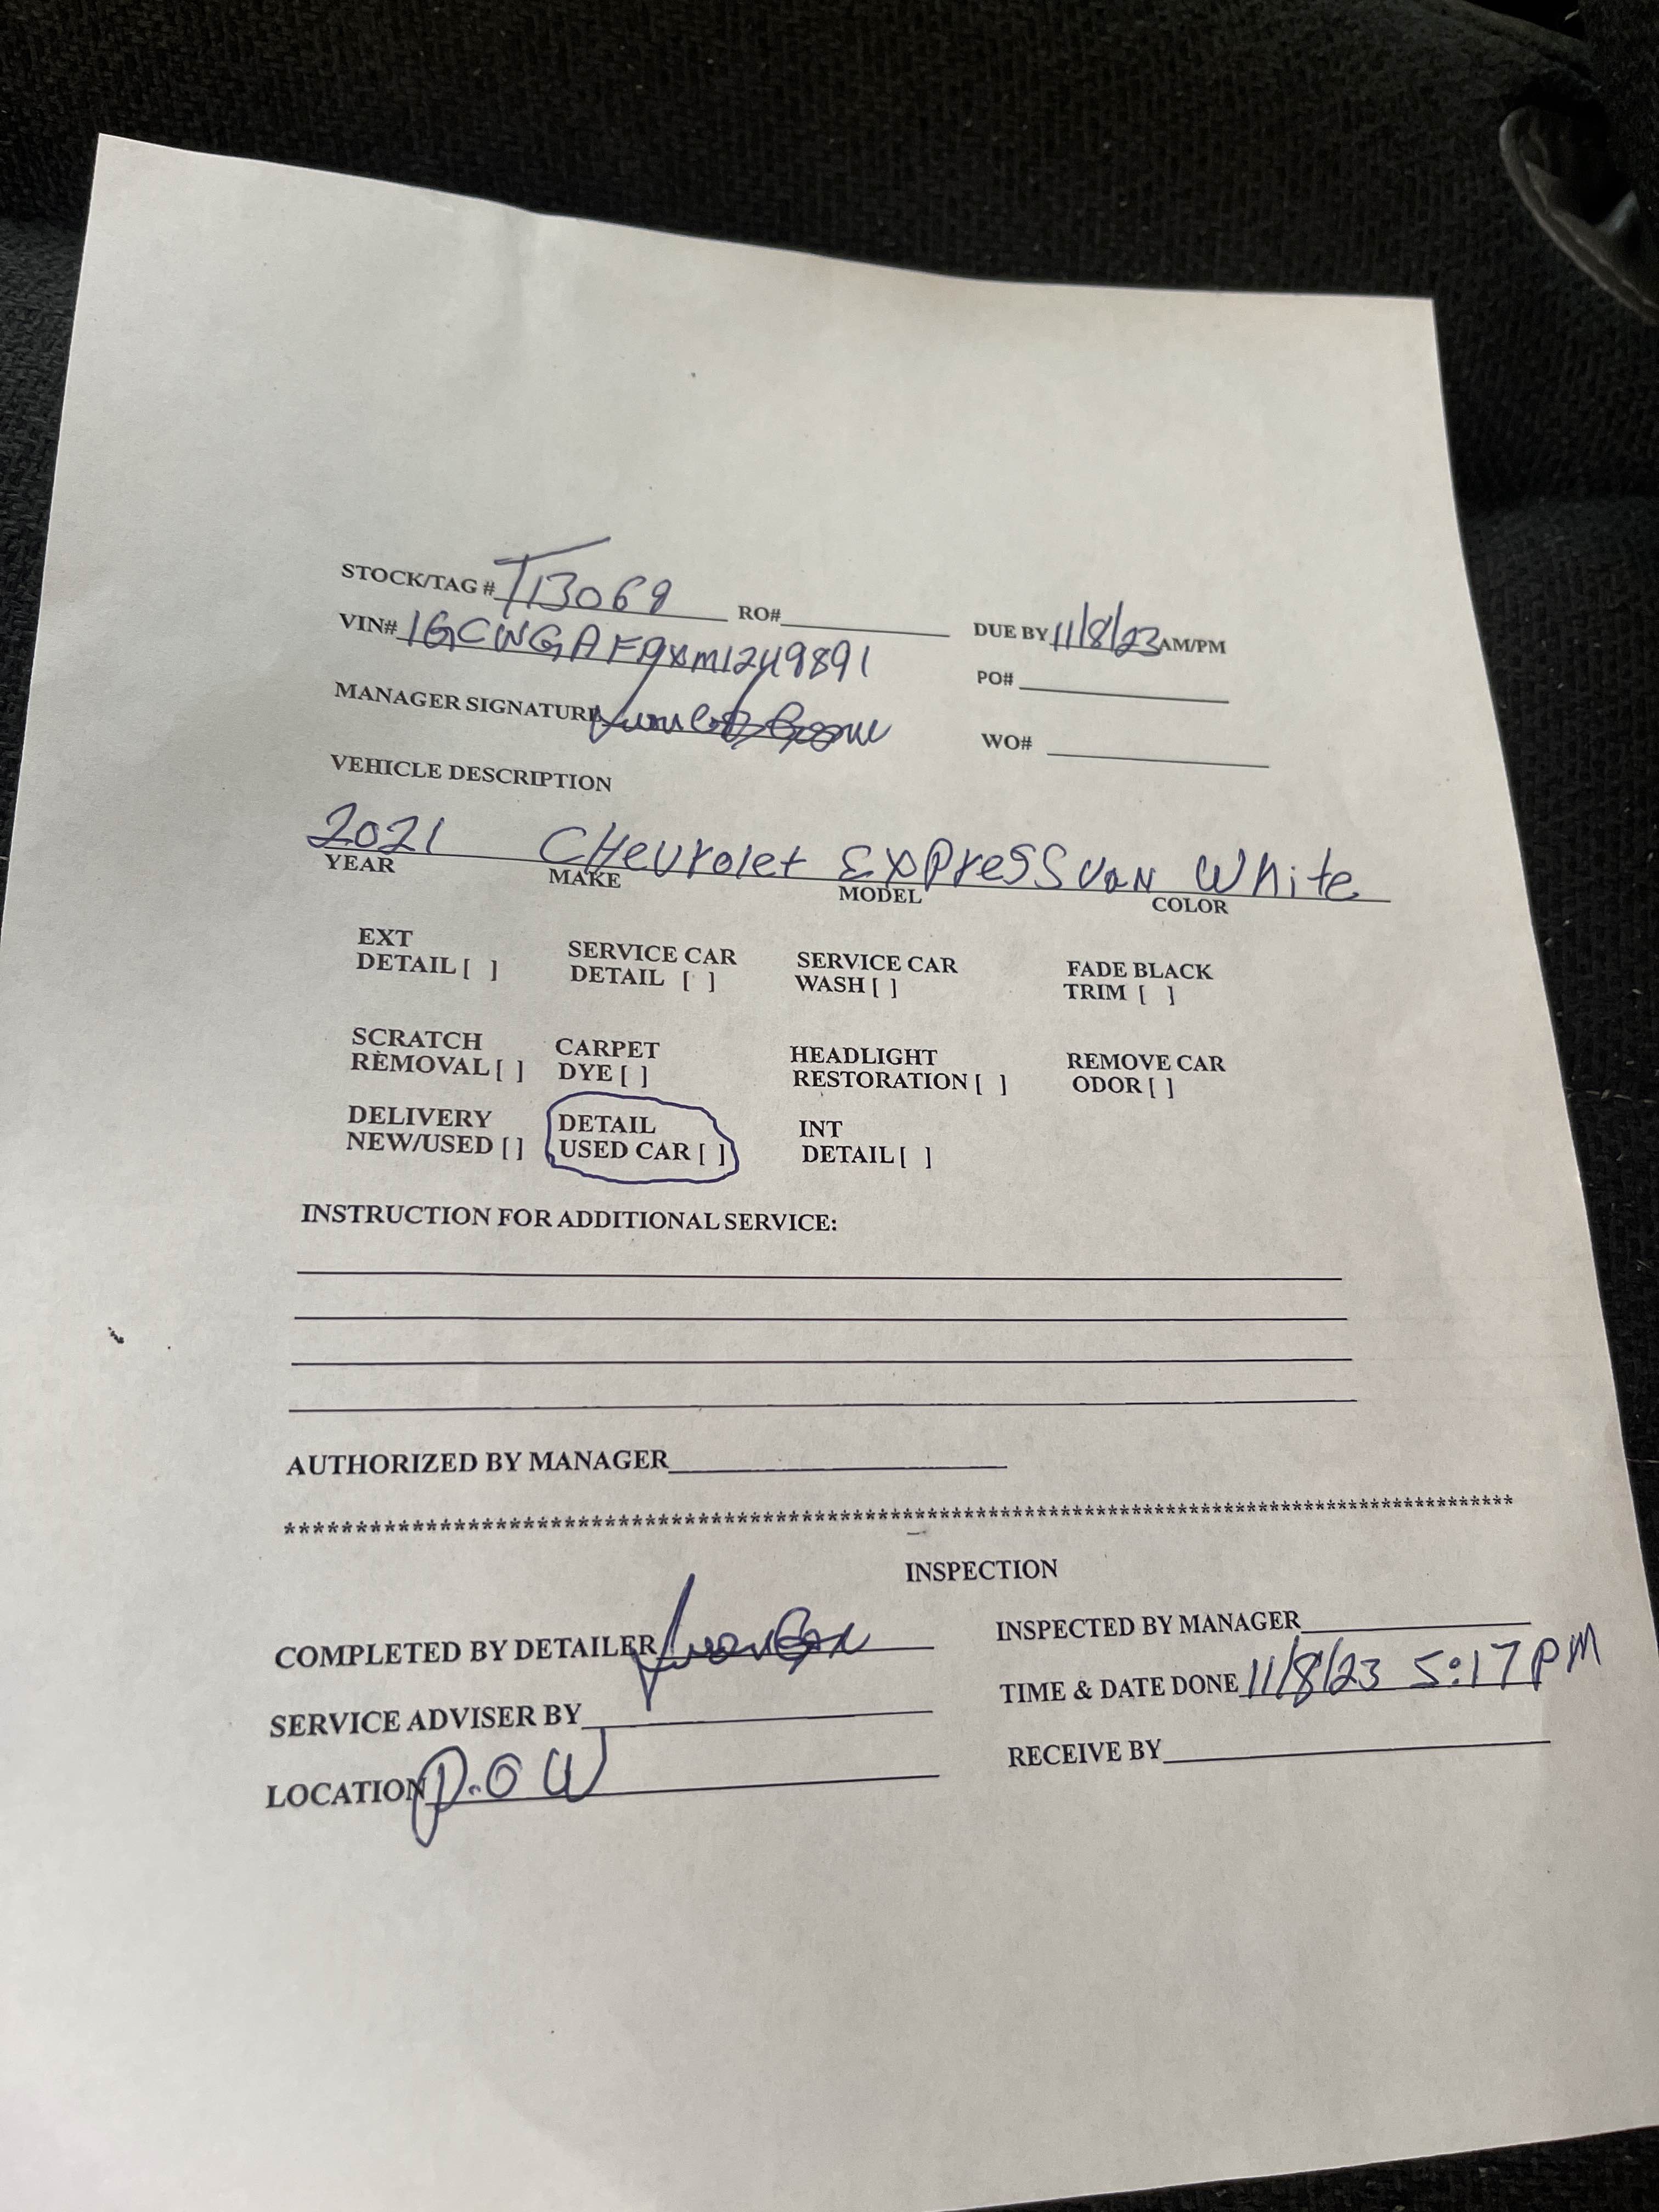 STOCK/TAG # T13069 RO#
DUE BY 11/8/23 AM/PM
VIN# 1GCWGAF9XM1249891
PO#
MANAGER SIGNATURE
WO#
VEHICLE DESCRIPTION
2021 CHevrolet EXPress van White
YEAR MAKE MODEL COLOR
EXT SERVICE CAR SERVICE CAR FADE BLACK
DETAIL [ ] DETAIL [ ] WASH [ ] TRIM [ ]
SCRATCH CARPET HEADLIGHT REMOVE CAR
REMOVAL [ ] DYE [ ] RESTORATION [ ] ODOR [ ]
DELIVERY DETAIL INT
NEW/USED [ ] USED CAR [ ] DETAIL [ ]
INSTRUCTION FOR ADDITIONAL SERVICE:
AUTHORIZED BY MANAGER
****************************************************************************************************
INSPECTION
COMPLETED BY DETAILER INSPECTED BY MANAGER
SERVICE ADVISER BY TIME & DATE DONE 11/8/23 5:17PM
LOCATION P.O W RECEIVE BY